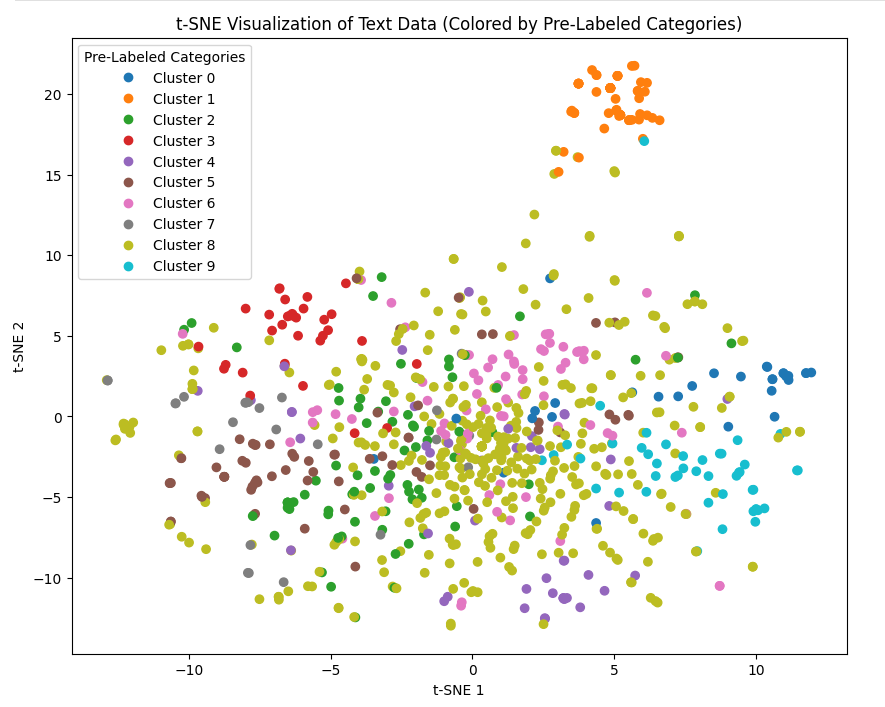 t-SNE Visualization of Text Data (Colored by Pre-Labeled Categories)
Pre-Labeled Categories
Cluster 0
Cluster 1
Cluster 2
Cluster 3
Cluster 4
Cluster 5
Cluster 6
Cluster 7
Cluster 8
Cluster 9
20
15
10
5
0
−5
−10
t-SNE 2
−10 −5 0 5 10
t-SNE 1